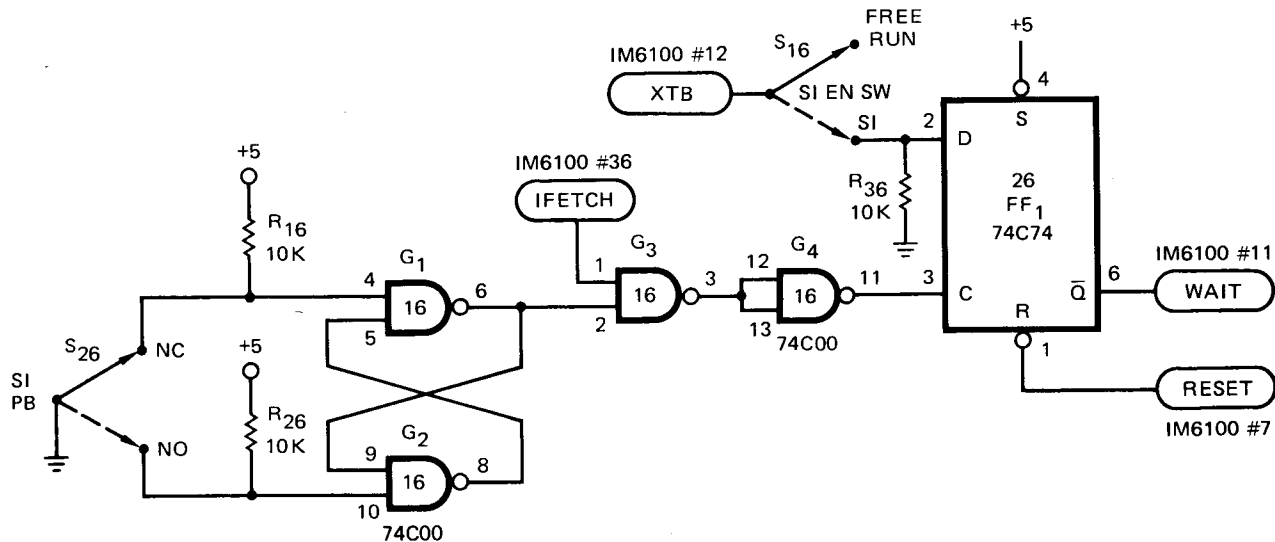 FREE
RUN
+5
S16
IM6100 #12
XTB
SI EN SW
SI
4
S
2
D
R36
10K
26
FF1
74C74
+5
R16
10K
IM6100 #36
IFETCH
G1
G3
G4
4
16
6
5
1
16
3
2
12
16
11
13
74C00
3
C
Q̅
6
IM6100 #11
WAIT
R
1
RESET
IM6100 #7
S26
NC
SI
PB
NO
+5
R26
10K
G2
9
16
8
10
74C00